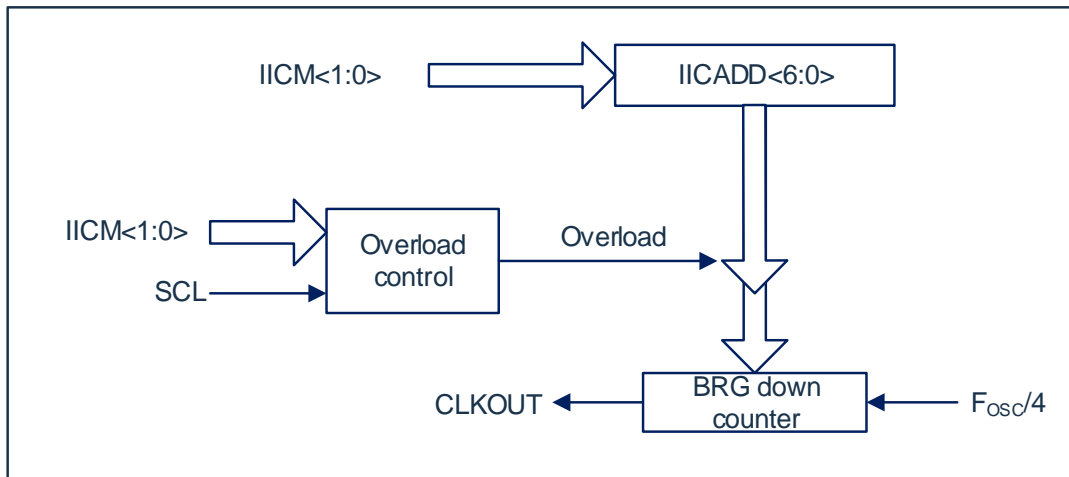 IICM<1:0>
IICADD<6:0>
IICM<1:0>
SCL
Overload
control
Overload
CLKOUT
BRG down
counter
FOSC/4